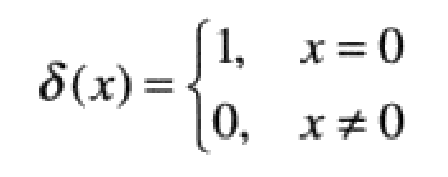 δ(x) = { 1, x = 0
0, x ≠ 0